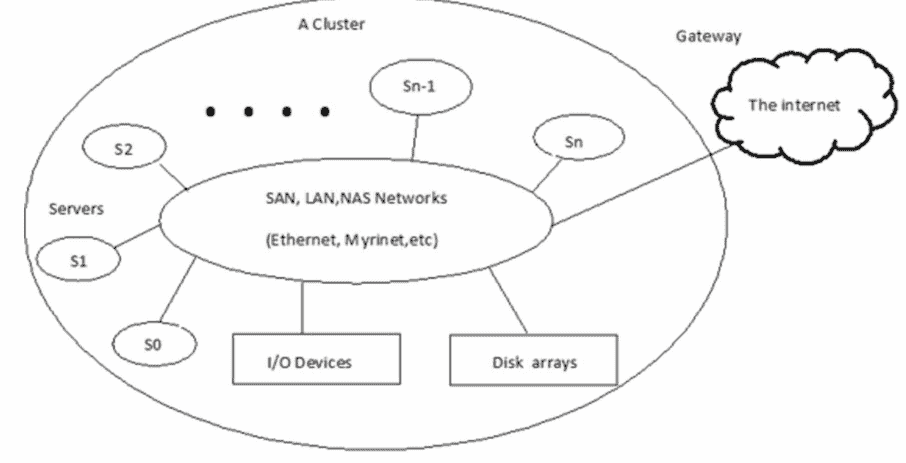 A Cluster
Gateway
Sn-1
The internet
S2
Sn
SAN, LAN,NAS Networks
Servers
(Ethernet, Myrinet,etc)
S1
S0
I/O Devices
Disk arrays